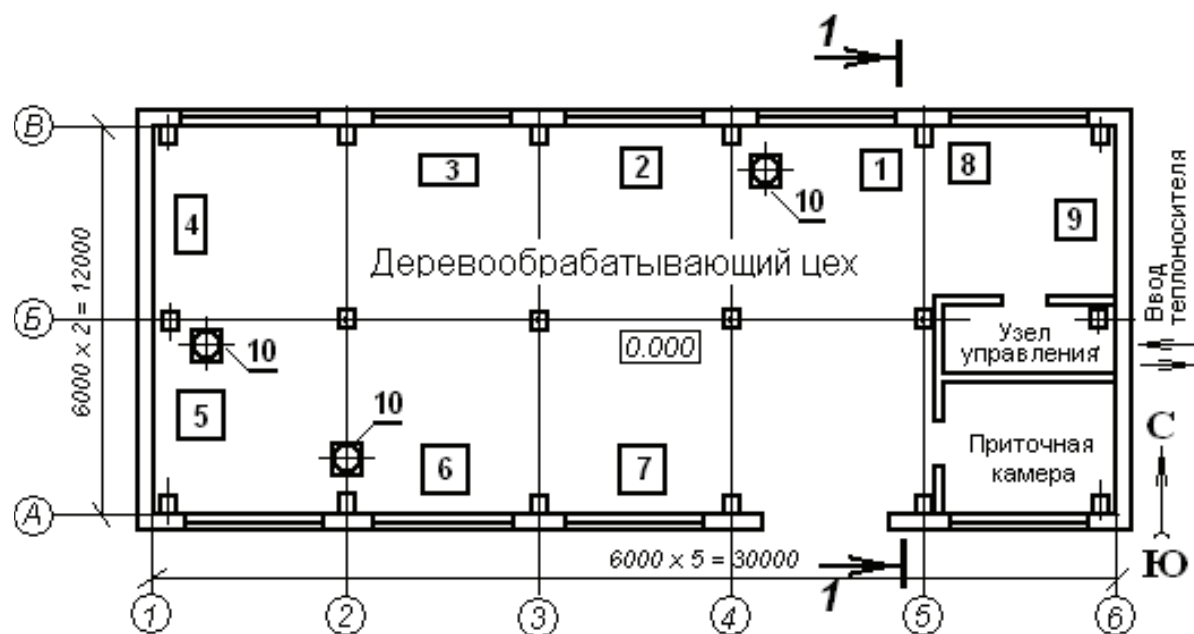 1
В
3
2
1
8
10
4
9
Деревообрабатывающий цех
Ввод
теплоносителя
6000 x 2 = 12000
Б
0.000
Узел
управления
10
10
5
6
7
Приточная
камера
С
А
6000 x 5 = 30000
Ю
1
1
2
3
4
5
6